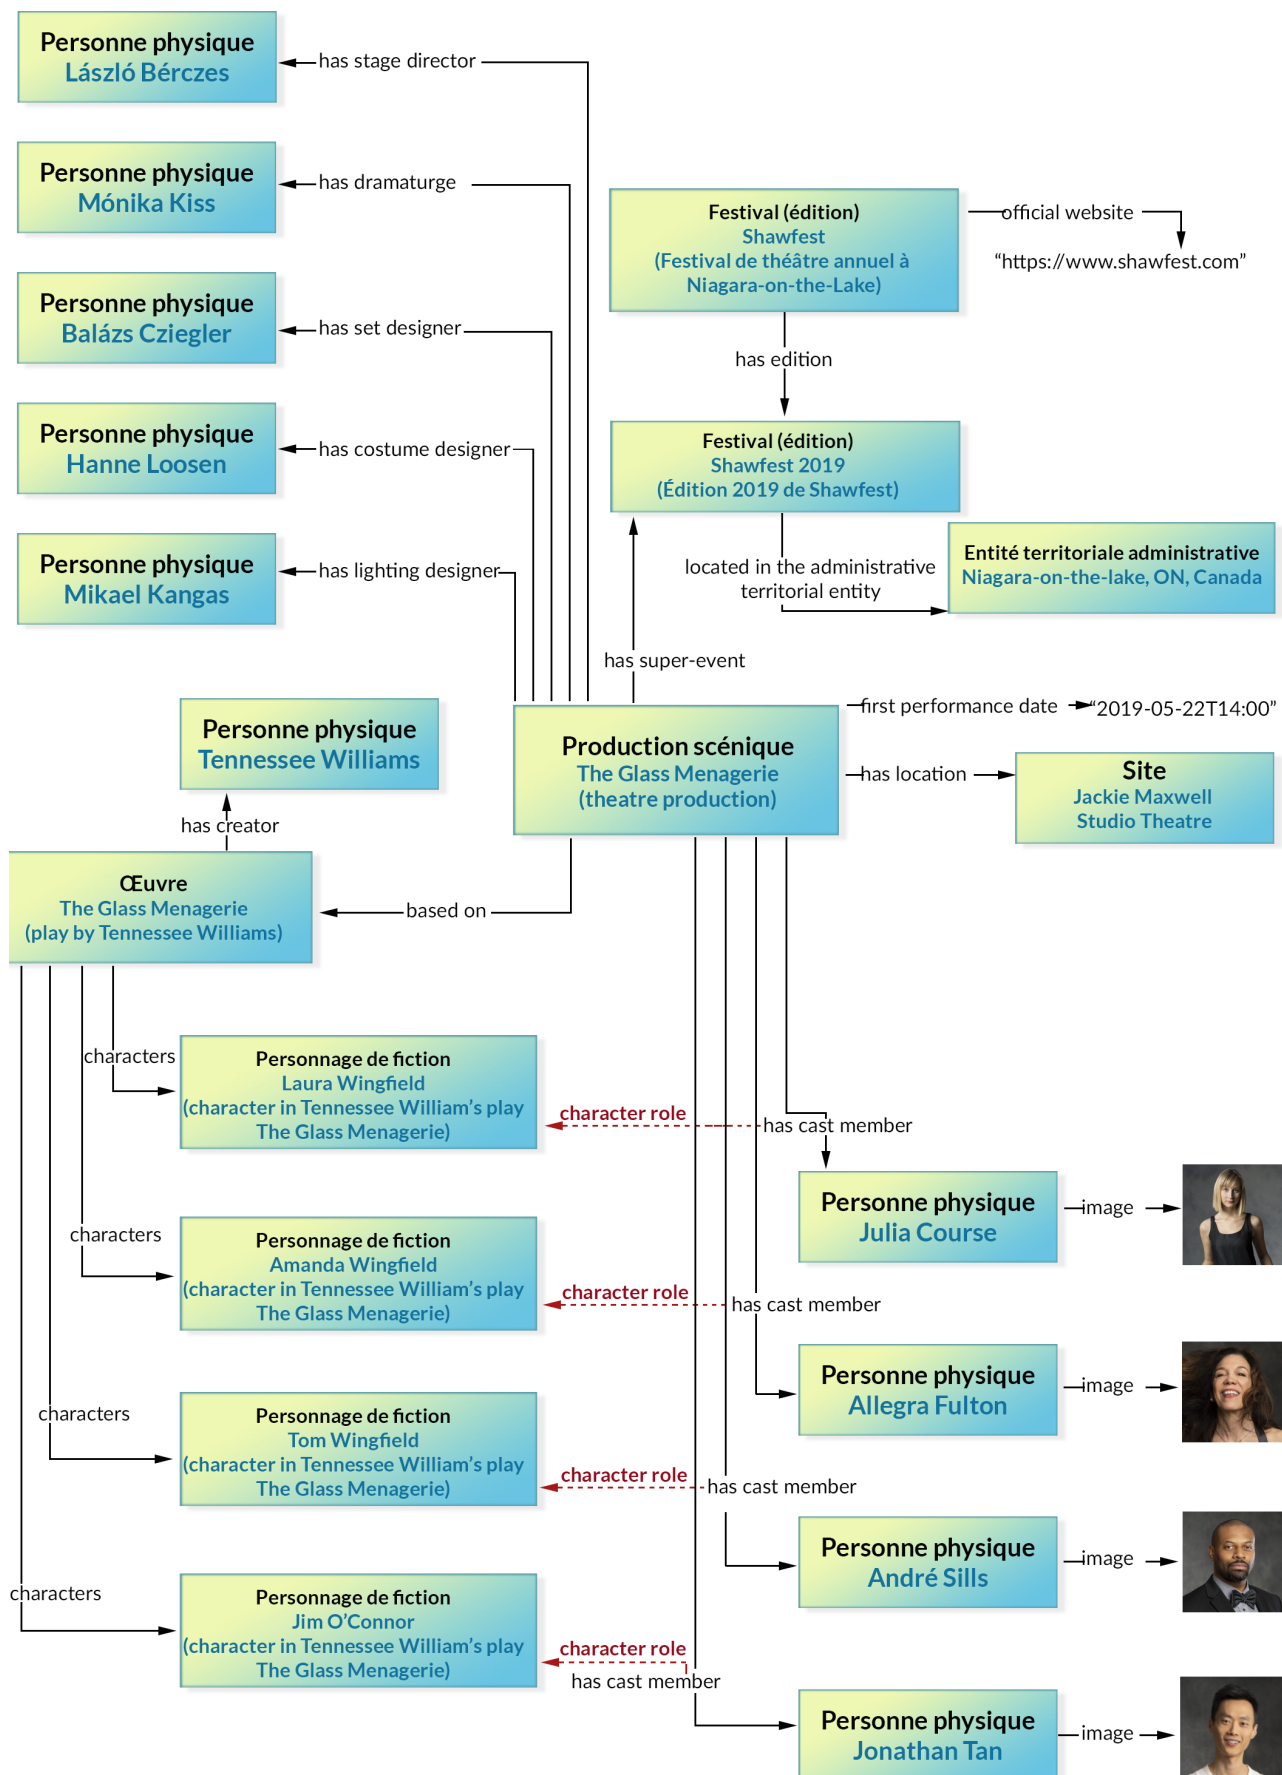 Personne physique
László Bérczes
has stage director
Personne physique
Mónika Kiss
has dramaturge
Festival (édition)
Shawfest
(Festival de théâtre annuel à
Niagara-on-the-Lake)
official website
“https://www.shawfest.com”
Personne physique
Balázs Cziegler
has set designer
has edition
Personne physique
Hanne Loosen
has costume designer
Festival (édition)
Shawfest 2019
(Édition 2019 de Shawfest)
Personne physique
Mikael Kangas
has lighting designer
located in the administrative
territorial entity
Entité territoriale administrative
Niagara-on-the-lake, ON, Canada
has super-event
Personne physique
Tennessee Williams
Production scénique
The Glass Menagerie
(theatre production)
first performance date
“2019-05-22T14:00”
has location
Site
Jackie Maxwell
Studio Theatre
has creator
Œuvre
The Glass Menagerie
(play by Tennessee Williams)
based on
characters
Personnage de fiction
Laura Wingfield
(character in Tennessee William’s play
The Glass Menagerie)
character role
has cast member
Personne physique
Julia Course
image
characters
Personnage de fiction
Amanda Wingfield
(character in Tennessee William’s play
The Glass Menagerie)
character role
has cast member
Personne physique
Allegra Fulton
image
characters
Personnage de fiction
Tom Wingfield
(character in Tennessee William’s play
The Glass Menagerie)
character role
has cast member
Personne physique
André Sills
image
characters
Personnage de fiction
Jim O’Connor
(character in Tennessee William’s play
The Glass Menagerie)
character role
has cast member
Personne physique
Jonathan Tan
image